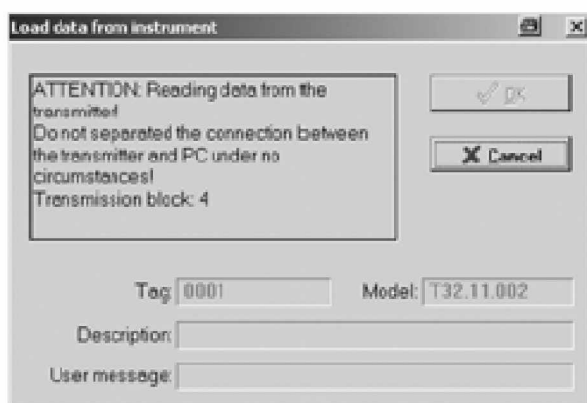 Load data from instrument
ATTENTION: Reading data from the
transmitter!
Do not separated the connection between
the transmitter and PC under no
circumstances!
Transmission block: 4
OK
Cancel
Tag: 0001 Model: T32.11.002
Description:
User message: